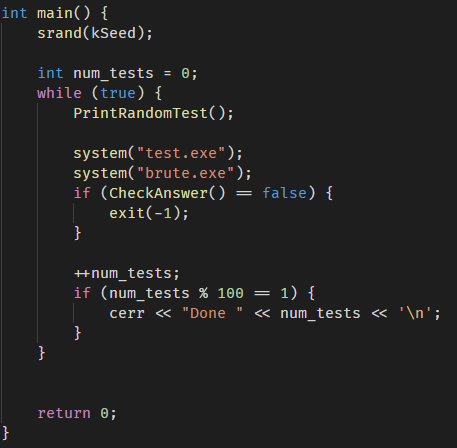 int main() {
    srand(kSeed);

    int num_tests = 0;
    while (true) {
        PrintRandomTest();

        system("test.exe");
        system("brute.exe");
        if (CheckAnswer() == false) {
            exit(-1);
        }

        ++num_tests;
        if (num_tests % 100 == 1) {
            cerr << "Done " << num_tests << '\n';
        }
    }


    return 0;
}